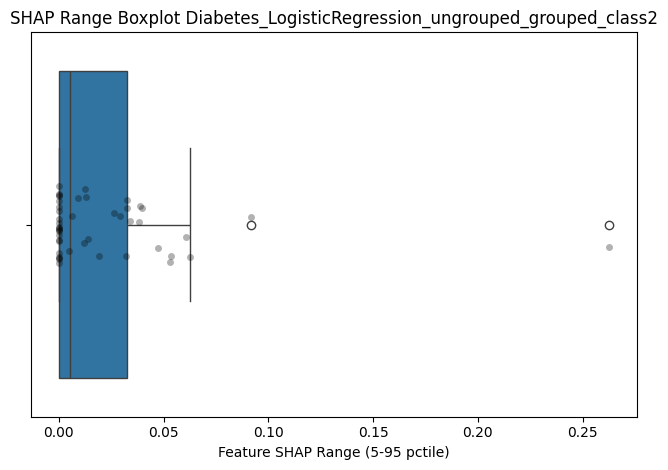 SHAP Range Boxplot Diabetes_LogisticRegression_ungrouped_grouped_class2
0.00 0.05 0.10 0.15 0.20 0.25
Feature SHAP Range (5-95 pctile)